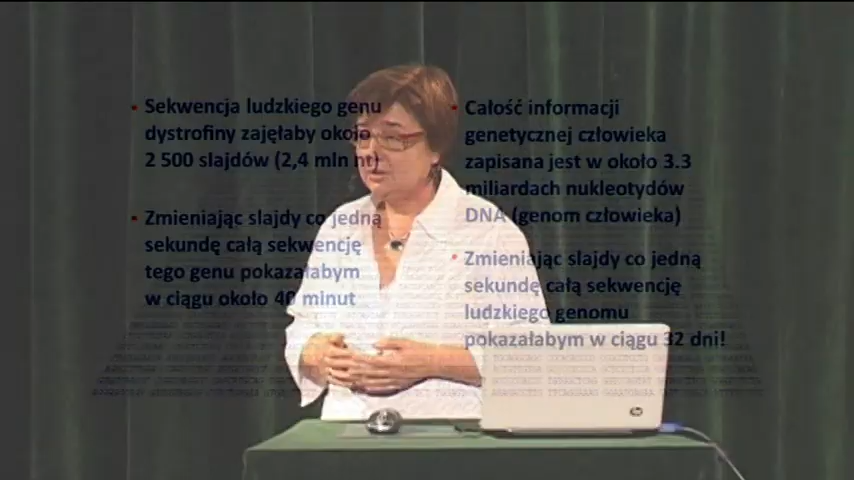 Sekwencja ludzkiego genu
dystrofiny zajęłaby około
2 500 slajdów (2,4 mln nt)
Zmieniając slajdy co jedną
sekundę całą sekwencję
tego genu pokazałabym
w ciągu około 40 minut
Całość informacji
genetycznej człowieka
zapisana jest w około 3.3
miliardach nukleotydów
DNA (genom człowieka)
Zmieniając slajdy co jedną
sekundę całą sekwencję
ludzkiego genomu
pokazałabym w ciągu 32 dni!
hp